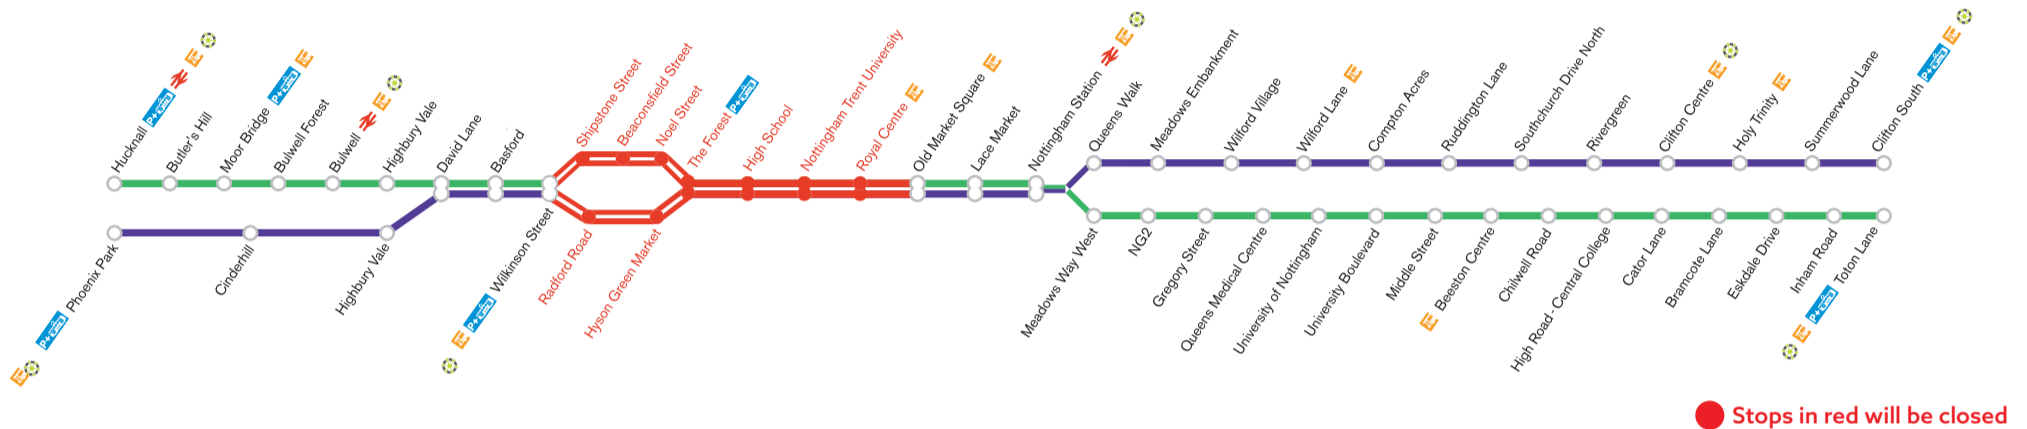 Hucknall
Butler's Hill
Moor Bridge
Bulwell Forest
Bulwell
Highbury Vale
David Lane
Basford
Shipstone Street
Beaconsfield Street
Noel Street
The Forest
High School
Nottingham Trent University
Royal Centre
Old Market Square
Lace Market
Nottingham Station
Queens Walk
Meadows Embankment
Wilford Village
Wilford Lane
Compton Acres
Ruddington Lane
Southchurch Drive North
Rivergreen
Clifton Centre
Holy Trinity
Summerwood Lane
Clifton South
Phoenix Park
Cinderhill
Highbury Vale
Wilkinson Street
Radford Road
Hyson Green Market
Meadows Way West
NG2
Gregory Street
Queens Medical Centre
University of Nottingham
University Boulevard
Middle Street
Beeston Centre
Chilwell Road
High Road - Central College
Cator Lane
Bramcote Lane
Eskdale Drive
Inham Road
Toton Lane
Stops in red will be closed